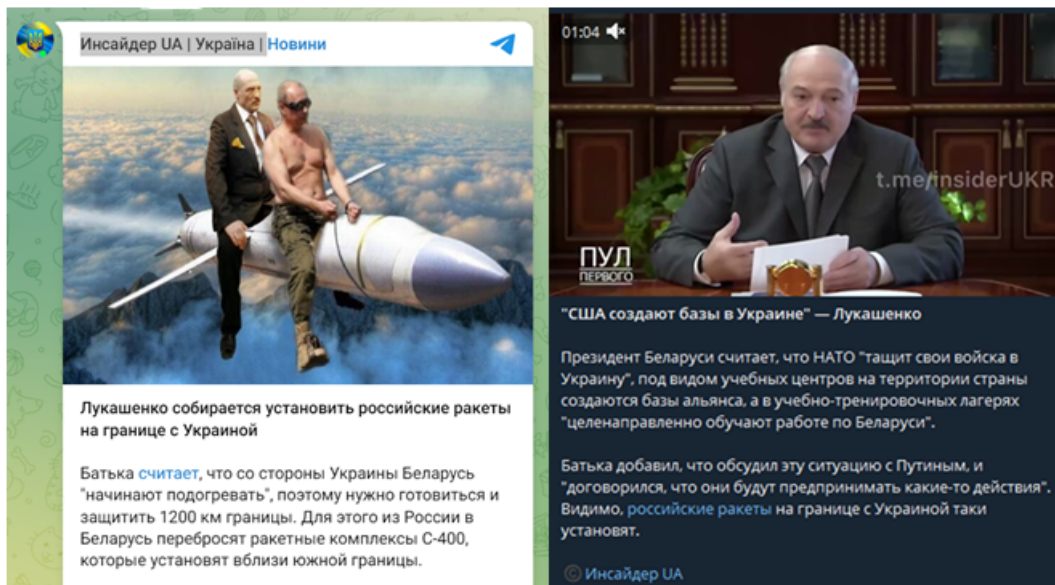 Инсайдер UA | Україна | Новини
Лукашенко собирается установить российские ракеты
на границе с Украиной
Батька считает, что со стороны Украины Беларусь
"начинают подогревать", поэтому нужно готовиться и
защитить 1200 км границы. Для этого из России в
Беларусь перебросят ракетные комплексы С-400,
которые установят вблизи южной границы.
01:04
t.me/insiderUKR
ПУЛ
ПЕРВОГО
"США создают базы в Украине" — Лукашенко
Президент Беларуси считает, что НАТО "тащит свои войска в
Украину", под видом учебных центров на территории страны
создаются базы альянса, а в учебно-тренировочных лагерях
"целенаправленно обучают работе по Беларуси".
Батька добавил, что обсудил эту ситуацию с Путиным, и
"договорился, что они будут предпринимать какие-то действия".
Видимо, российские ракеты на границе с Украиной таки
установят.
© Инсайдер UA